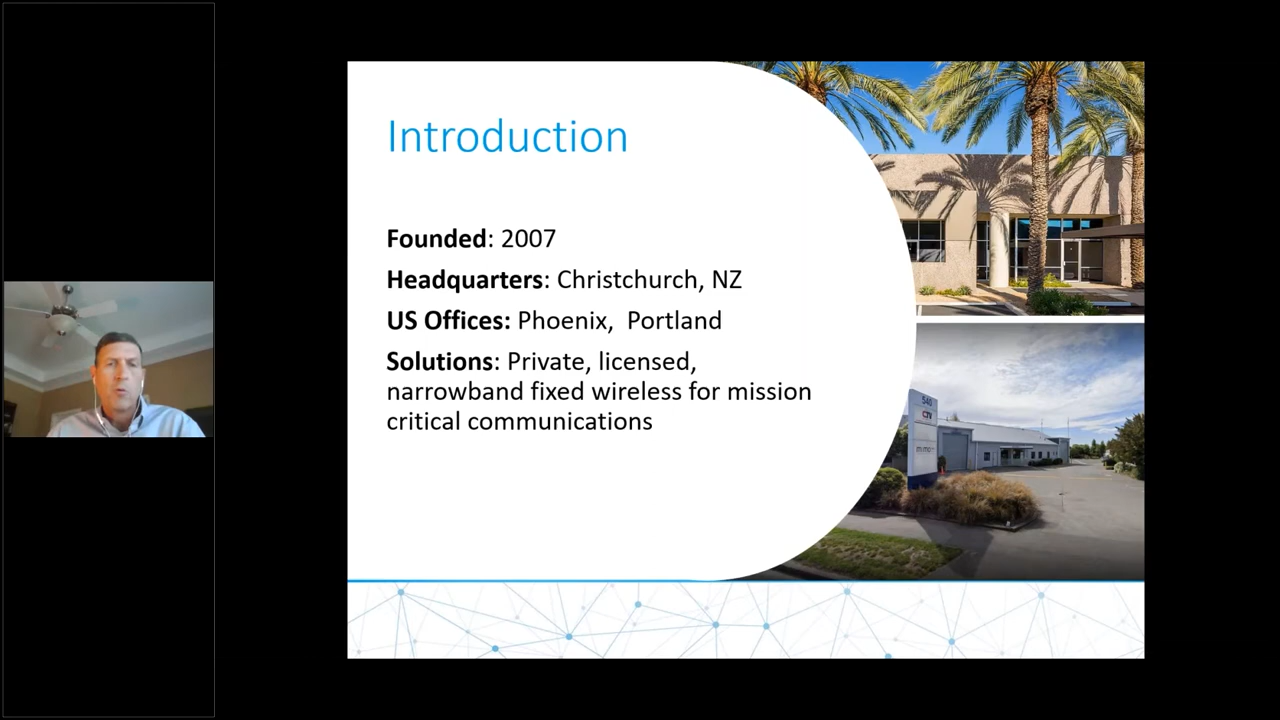 Introduction
Founded: 2007
Headquarters: Christchurch, NZ
US Offices: Phoenix,  Portland
Solutions: Private, licensed,
narrowband fixed wireless for mission
critical communications
540